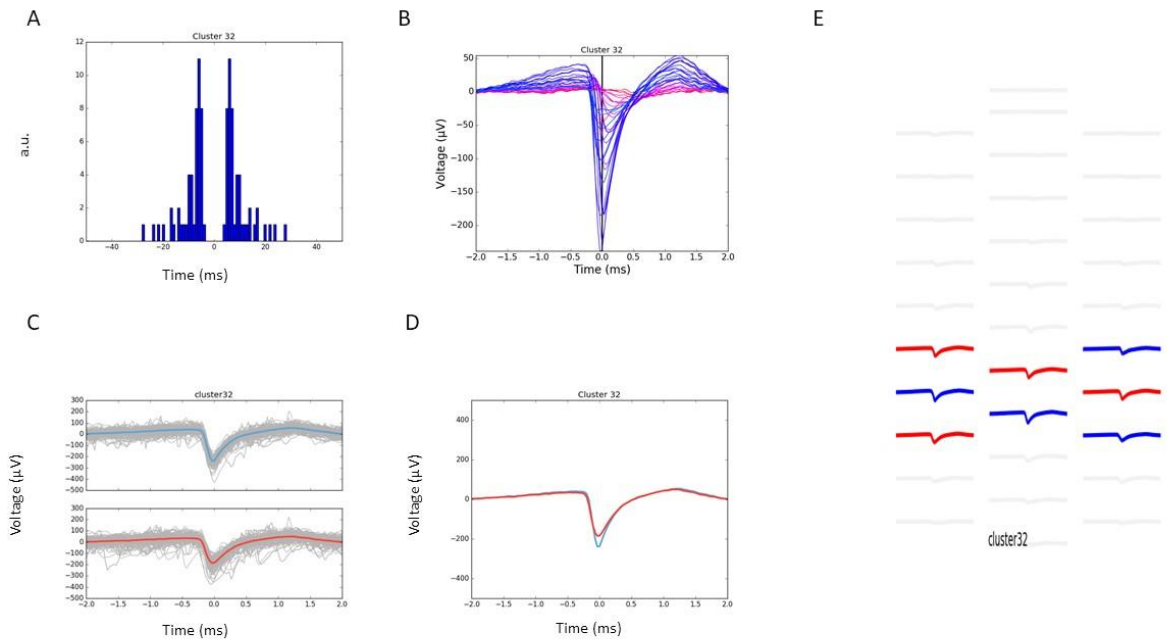 A
Cluster 32
12
10
8
6
4
2
0
a.u.
−40 −20 0 20 40
Time (ms)
B
Cluster 32
50
0
−50
−100
−150
−200
Voltage (μV)
−2.0 −1.5 −1.0 −0.5 0.0 0.5 1.0 1.5 2.0
Time (ms)
C
cluster32
300
200
100
0
−100
−200
−300
−400
−500
300
200
100
0
−100
−200
−300
−400
−500
Voltage (μV)
−2.0 −1.5 −1.0 −0.5 0.0 0.5 1.0 1.5 2.0
Time (ms)
D
Cluster 32
400
200
0
−200
−400
Voltage (μV)
−2.0 −1.5 −1.0 −0.5 0.0 0.5 1.0 1.5 2.0
Time (ms)
E
cluster32